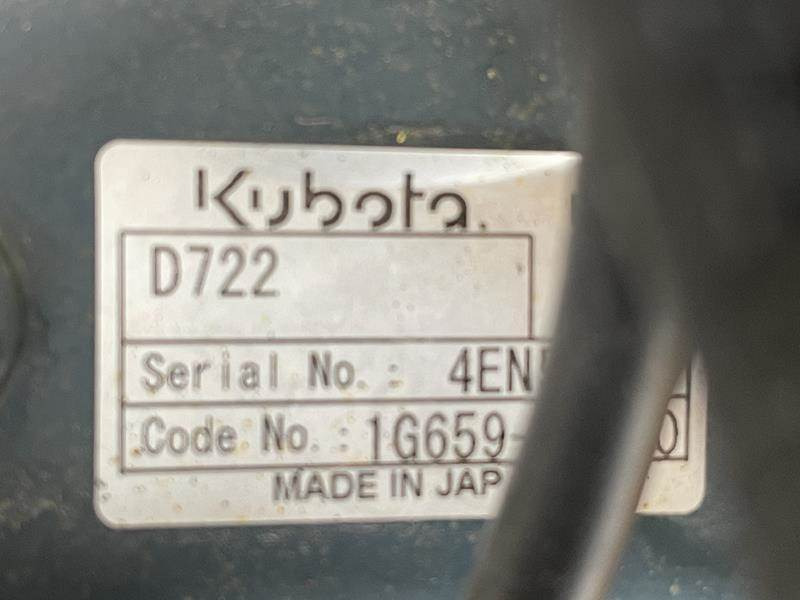 Kubota
D722
Serial No.: 4EN
Code No.: 1G659-
MADE IN JAP